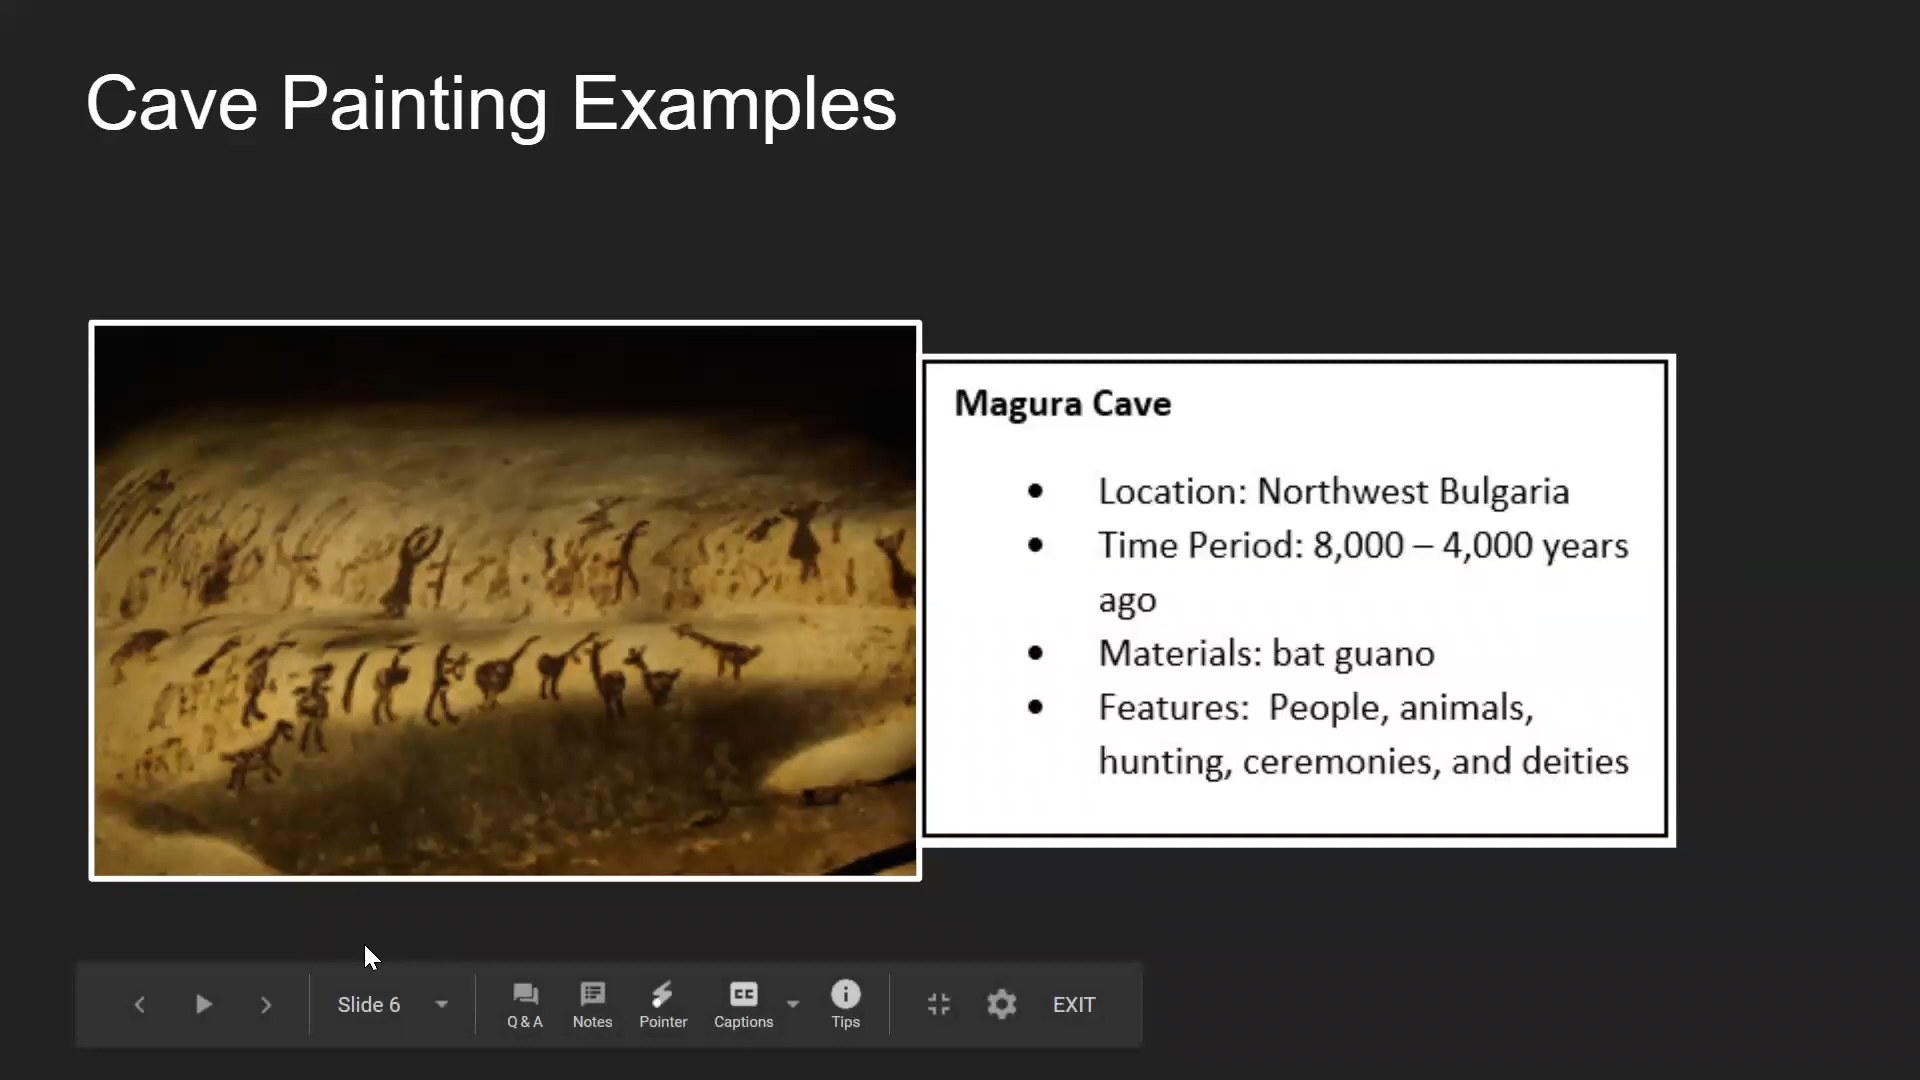 Cave Painting Examples
Magura Cave
• Location: Northwest Bulgaria
• Time Period: 8,000 – 4,000 years
ago
• Materials: bat guano
• Features:  People, animals,
hunting, ceremonies, and deities
Slide 6
Q & A
Notes
Pointer
CC
Captions
Tips
EXIT